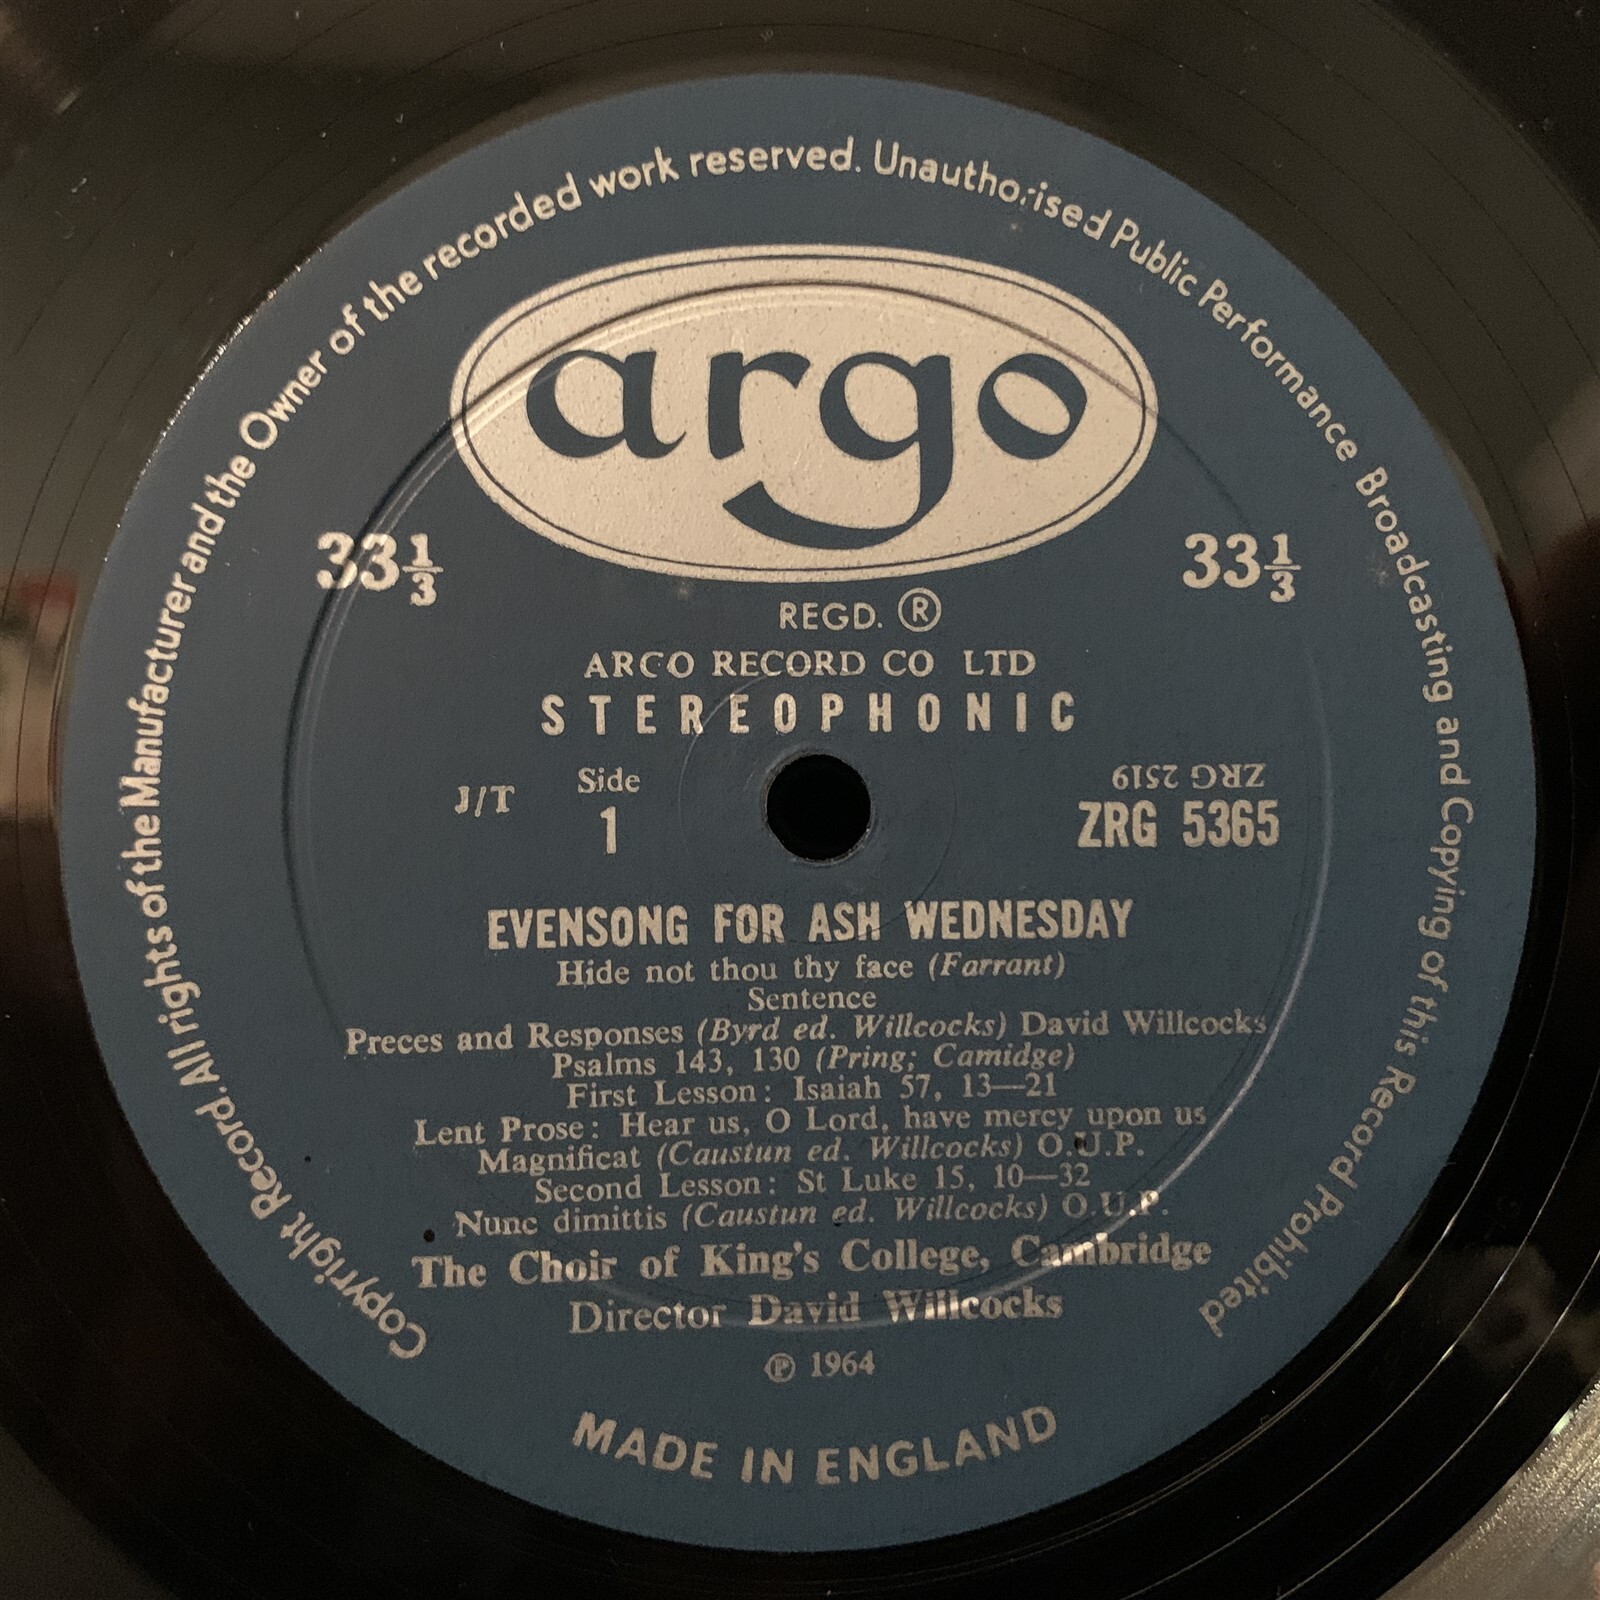 Copyright Record. All rights of the Manufacturer and the Owner of the recorded work reserved. Unauthorised Public Performance Broadcasting and Copying of this Record Prohibited
argo
33⅓ 33⅓
REGD. ®
ARGO RECORD CO LTD
STEREOPHONIC
J/T Side ZRG 2519
1 ZRG 5365
EVENSONG FOR ASH WEDNESDAY
Hide not thou thy face (Farrant)
Sentence
Preces and Responses (Byrd ed. Willcocks) David Willcocks
Psalms 143, 130 (Pring; Camidge)
First Lesson: Isaiah 57, 13—21
Lent Prose: Hear us, O Lord, have mercy upon us
Magnificat (Caustun ed. Willcocks) O.U.P.
Second Lesson: St Luke 15, 10—32
Nunc dimittis (Caustun ed. Willcocks) O.U.P.
The Choir of King's College, Cambridge
Director David Willcocks
℗ 1964
MADE IN ENGLAND